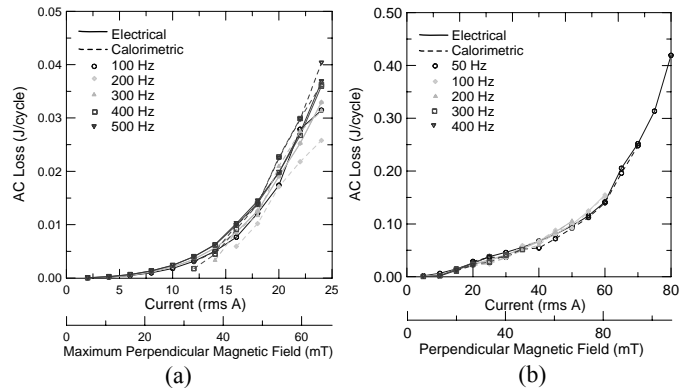 0.05
0.04
0.03
0.02
0.01
0.00
AC Loss (J/cycle)
Electrical
Calorimetric
100 Hz
200 Hz
300 Hz
400 Hz
500 Hz
0 5 10 15 20 25
Current (rms A)
0 20 40 60
Maximum Perpendicular Magnetic Field (mT)
(a)
0.50
0.40
0.30
0.20
0.10
0.00
AC Loss (J/cycle)
Electrical
Calorimetric
50 Hz
100 Hz
200 Hz
300 Hz
400 Hz
0 20 40 60 80
Current (rms A)
0 40 80
Perpendicular Magnetic Field (mT)
(b)